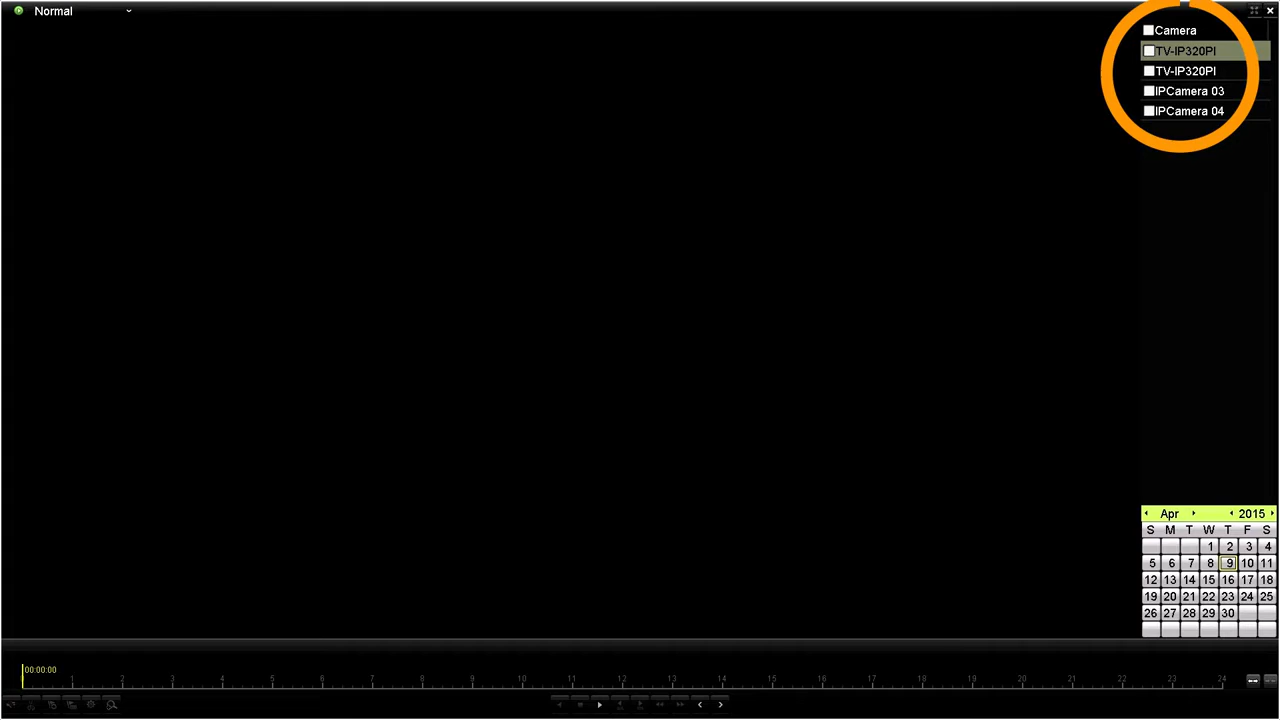 Normal
Camera
TV-IP320PI
TV-IP320PI
IPCamera 03
IPCamera 04
Apr 2015
S M T W T F S
1 2 3 4
5 6 7 8 9 10 11
12 13 14 15 16 17 18
19 20 21 22 23 24 25
26 27 28 29 30
00:00:00
1 2 3 4 5 6 7 8 9 10 11 12 13 14 15 16 17 18 19 20 21 22 23 24